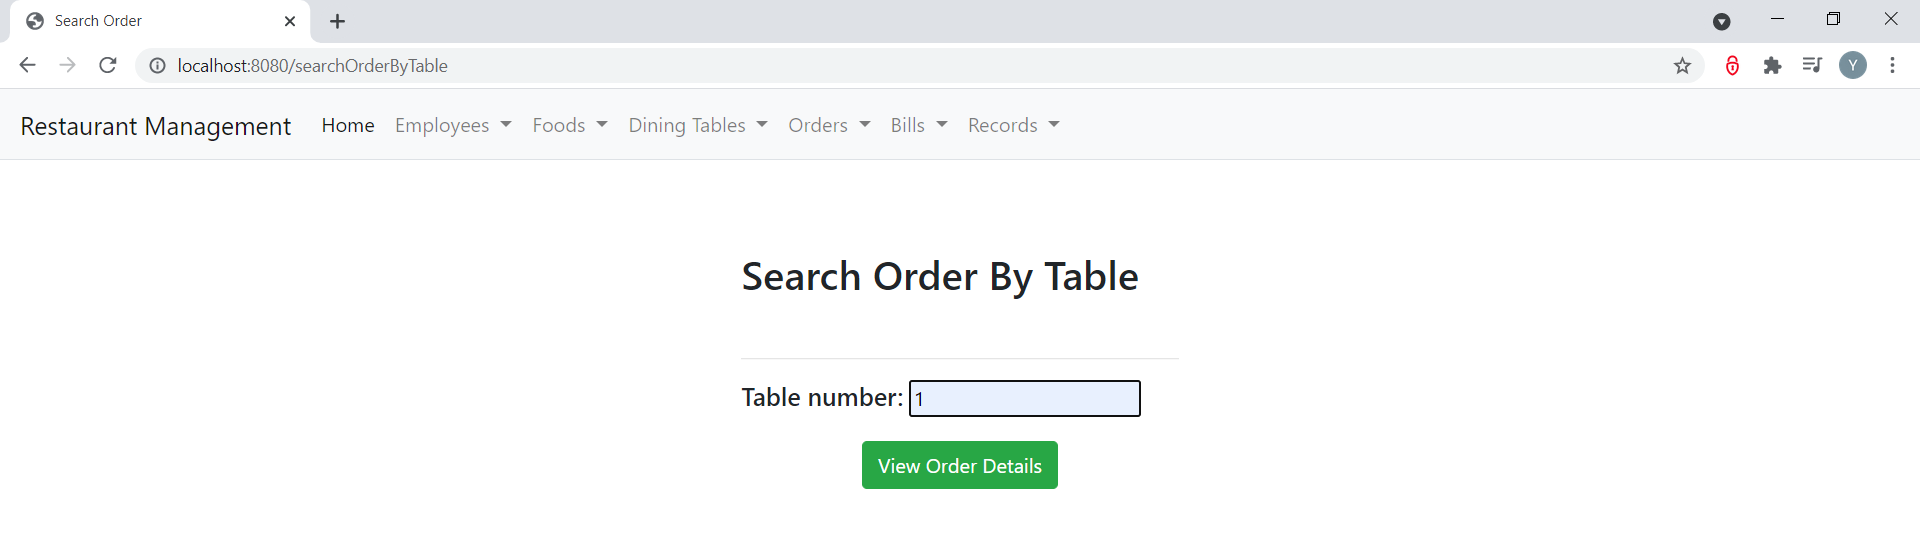 Search Order
localhost:8080/searchOrderByTable
Y
Restaurant Management Home Employees Foods Dining Tables Orders Bills Records
Search Order By Table
Table number: 1
View Order Details